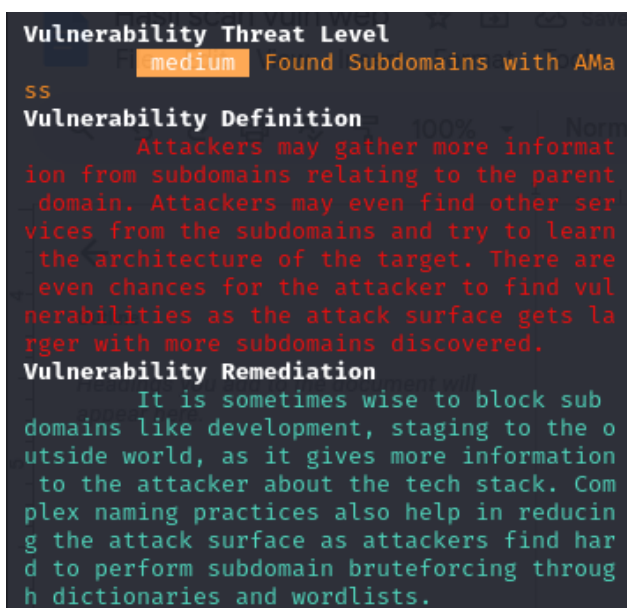 Vulnerability Threat Level
medium Found Subdomains with AMa
ss
Vulnerability Definition
Attackers may gather more informat
ion from subdomains relating to the parent
domain. Attackers may even find other ser
vices from the subdomains and try to learn
the architecture of the target. There are
even chances for the attacker to find vul
nerabilities as the attack surface gets la
rger with more subdomains discovered.
Vulnerability Remediation
It is sometimes wise to block sub
domains like development, staging to the o
utside world, as it gives more information
to the attacker about the tech stack. Com
plex naming practices also help in reducin
g the attack surface as attackers find har
d to perform subdomain bruteforcing throug
h dictionaries and wordlists.